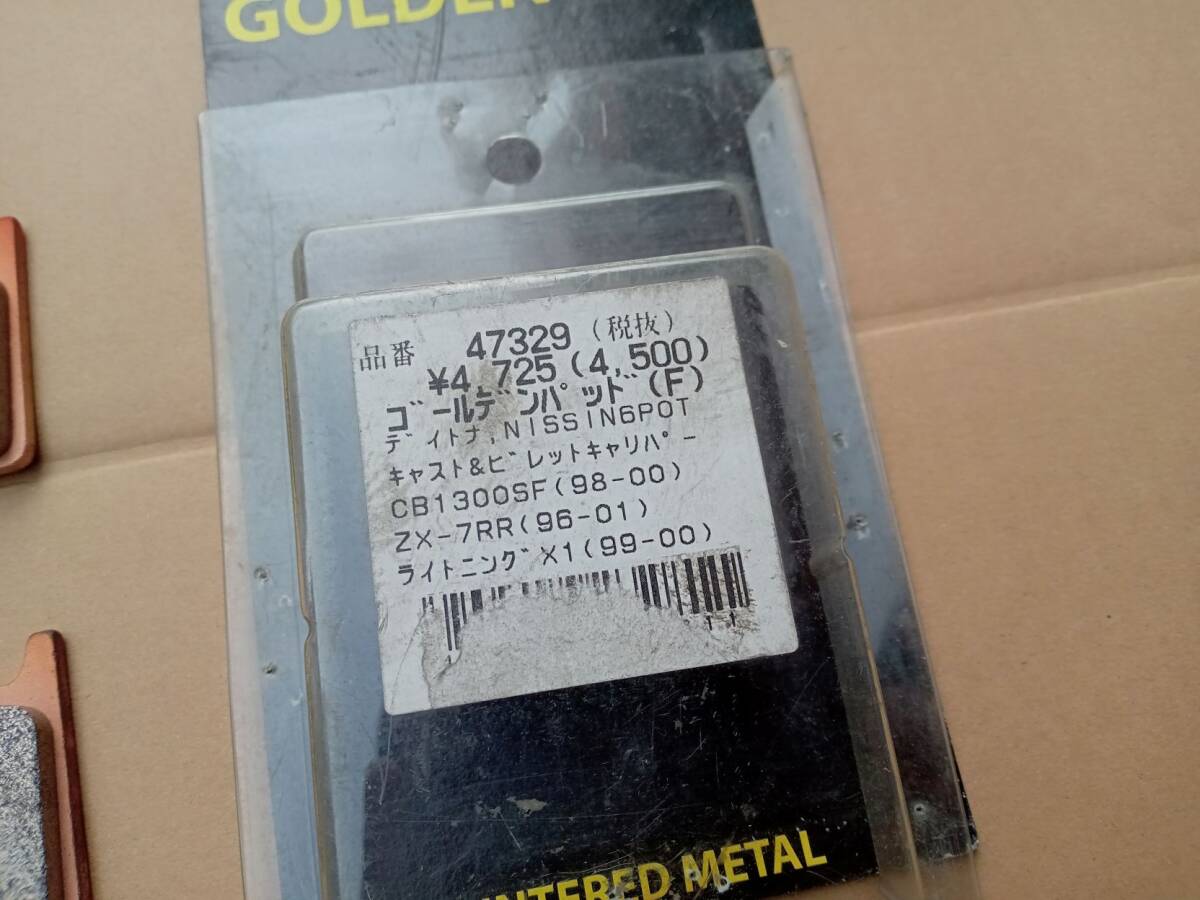 GOLDEN
品番 47329 (税抜)
¥4,725(4,500)
ゴールデンパッド(F)
デイトナ,NISSIN6POT
キャスト&ビレットキャリパー
CB1300SF(98-00)
ZX-7RR(96-01)
ライトニングX1(99-00)
INTERED METAL